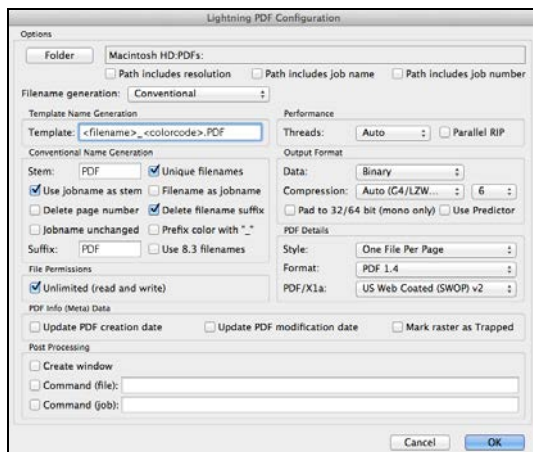 Lightning PDF Configuration
Options
Folder Macintosh HD:PDFs:
Path includes resolution Path includes job name Path includes job number
Filename generation: Conventional
Template Name Generation
Template: <filename>_<colorcode>.PDF
Performance
Threads: Auto Parallel RIP
Conventional Name Generation
Stem: PDF Unique filenames
Use jobname as stem Filename as jobname
Delete page number Delete filename suffix
Jobname unchanged Prefix color with "_"
Suffix: PDF Use 8.3 filenames
Output Format
Data: Binary
Compression: Auto (G4/LZW... 6
Pad to 32/64 bit (mono only) Use Predictor
PDF Details
Style: One File Per Page
Format: PDF 1.4
PDF/X1a: US Web Coated (SWOP) v2
File Permissions
Unlimited (read and write)
PDF Info (Meta) Data
Update PDF creation date Update PDF modification date Mark raster as Trapped
Post Processing
Create window
Command (file):
Command (job):
Cancel OK